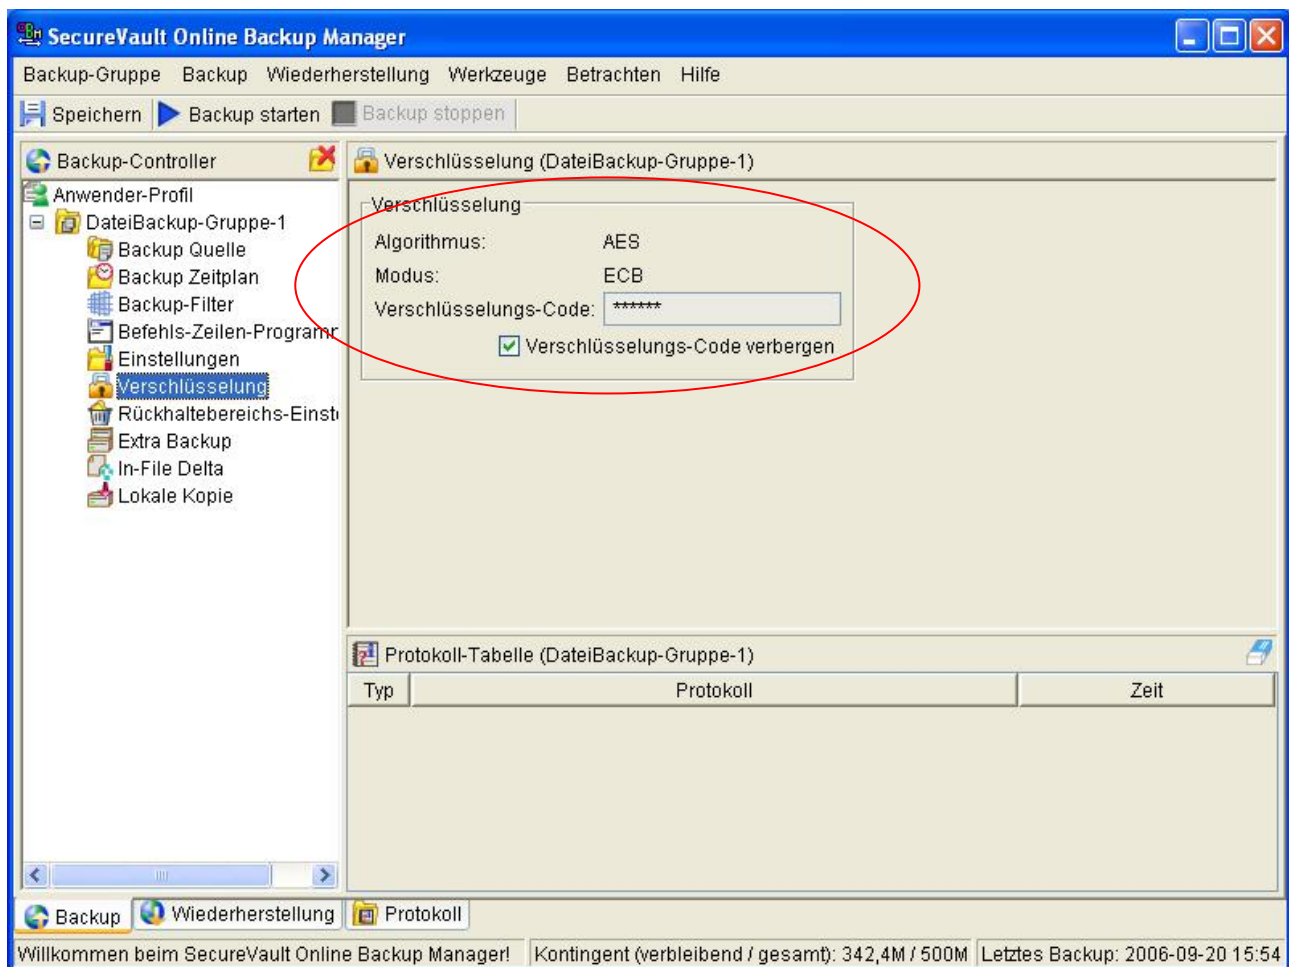 SecureVault Online Backup Manager
Backup-Gruppe Backup Wiederherstellung Werkzeuge Betrachten Hilfe
Speichern Backup starten Backup stoppen
Backup-Controller
Anwender-Profil
DateiBackup-Gruppe-1
Backup Quelle
Backup Zeitplan
Backup-Filter
Befehls-Zeilen-Programm
Einstellungen
Verschlüsselung
Rückhaltebereichs-Einste
Extra Backup
In-File Delta
Lokale Kopie
Verschlüsselung (DateiBackup-Gruppe-1)
Verschlüsselung
Algorithmus: AES
Modus: ECB
Verschlüsselungs-Code: ******
Verschlüsselungs-Code verbergen
Protokoll-Tabelle (DateiBackup-Gruppe-1)
Typ Protokoll Zeit
Backup Wiederherstellung Protokoll
Willkommen beim SecureVault Online Backup Manager! Kontingent (verbleibend / gesamt): 342,4M / 500M Letztes Backup: 2006-09-20 15:54